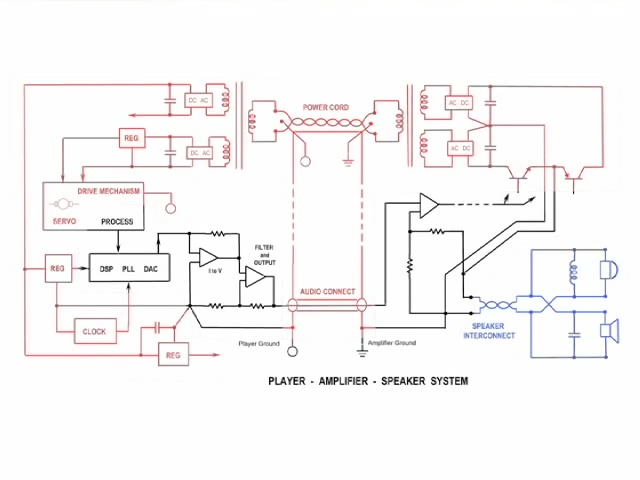 POWER CORD
DC AC
AC DC
REG
DC AC
AC DC
DRIVE MECHANISM
SERVO
PROCESS
FILTER
and
OUTPUT
REG
DSP PLL DAC
I to V
AUDIO CONNECT
CLOCK
SPEAKER
INTERCONNECT
Player Ground
Amplifier Ground
REG
PLAYER - AMPLIFIER - SPEAKER SYSTEM